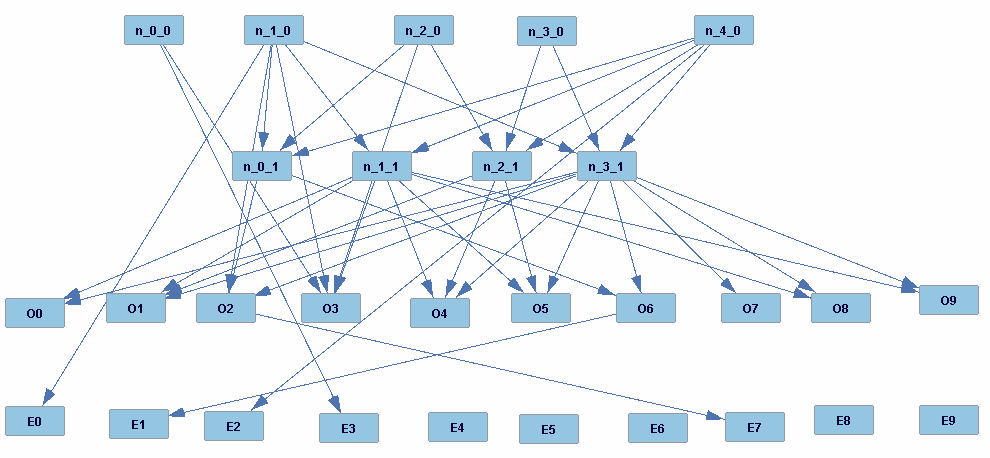 n_0_0 n_1_0 n_2_0 n_3_0 n_4_0
n_0_1 n_1_1 n_2_1 n_3_1
O0 O1 O2 O3 O4 O5 O6 O7 O8 O9
E0 E1 E2 E3 E4 E5 E6 E7 E8 E9